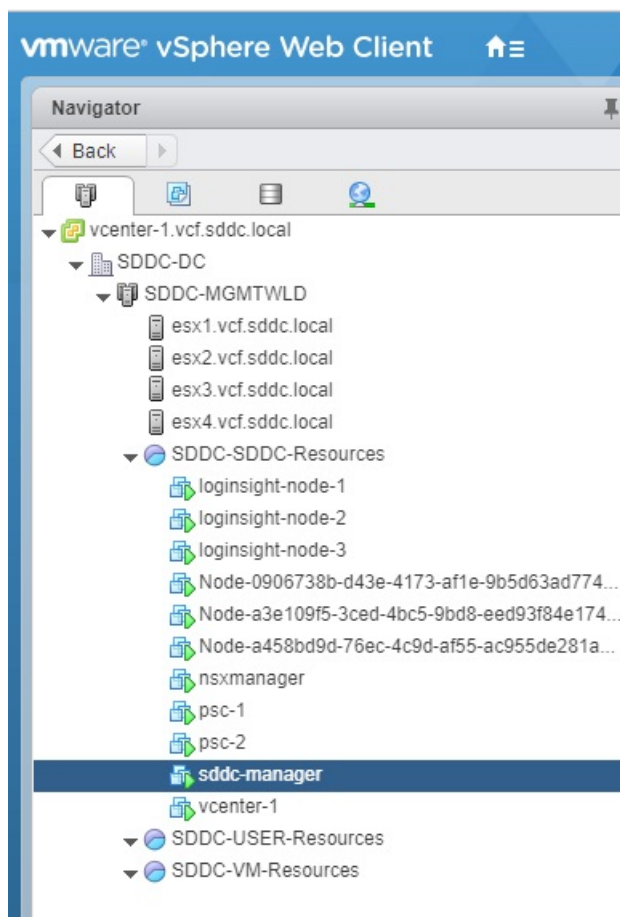 vmware® vSphere Web Client
Navigator
Back
vcenter-1.vcf.sddc.local
SDDC-DC
SDDC-MGMTWLD
esx1.vcf.sddc.local
esx2.vcf.sddc.local
esx3.vcf.sddc.local
esx4.vcf.sddc.local
SDDC-SDDC-Resources
loginsight-node-1
loginsight-node-2
loginsight-node-3
Node-0906738b-d43e-4173-af1e-9b5d63ad774...
Node-a3e109f5-3ced-4bc5-9bd8-eed93f84e174...
Node-a458bd9d-76ec-4c9d-af55-ac955de281a...
nsxmanager
psc-1
psc-2
sddc-manager
vcenter-1
SDDC-USER-Resources
SDDC-VM-Resources